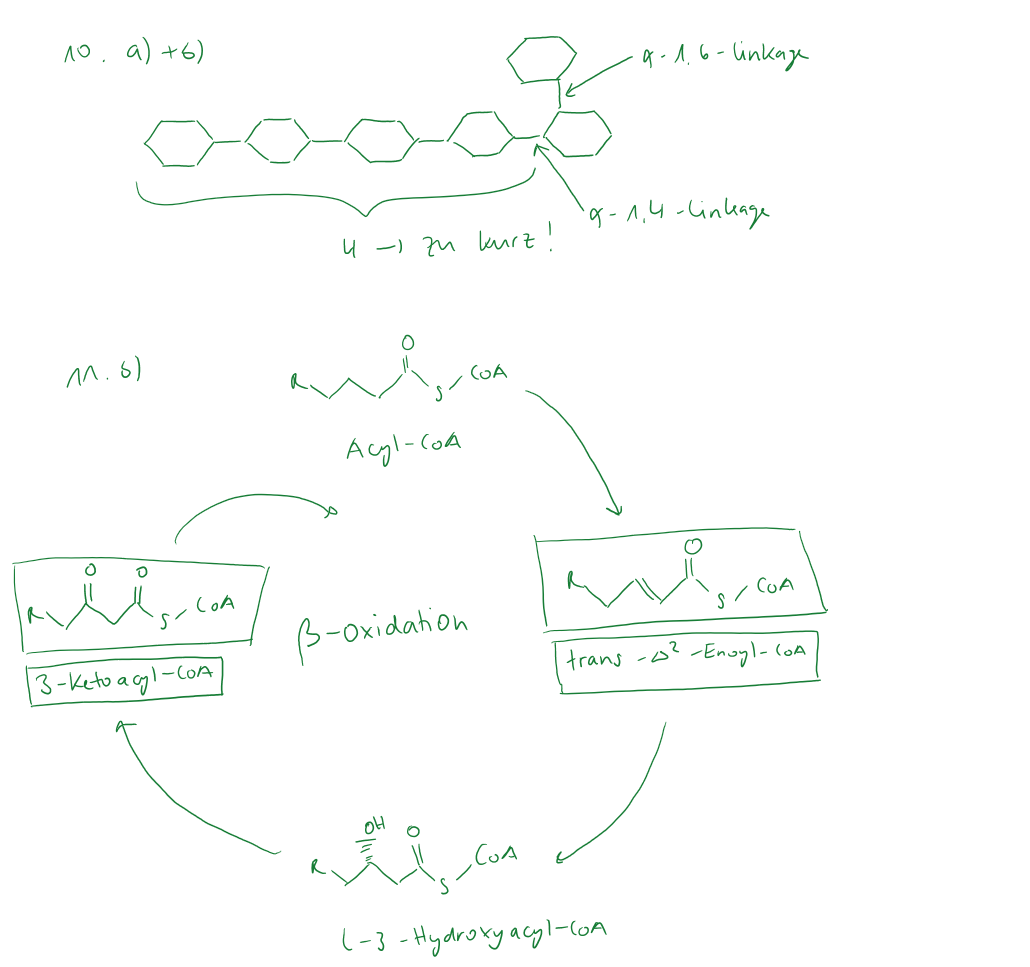 10. a) + b)
α-1,6-linkage
α-1,4-linkage
4 → zu kurz!
11. b)
O
R
S
CoA
Acyl-CoA
O
R
S
CoA
trans-Δ²-Enoyl-CoA
O O
R
S
CoA
3-Ketoacyl-CoA
β-Oxidation
OH
O
R
S
CoA
L-3-Hydroxyacyl-CoA